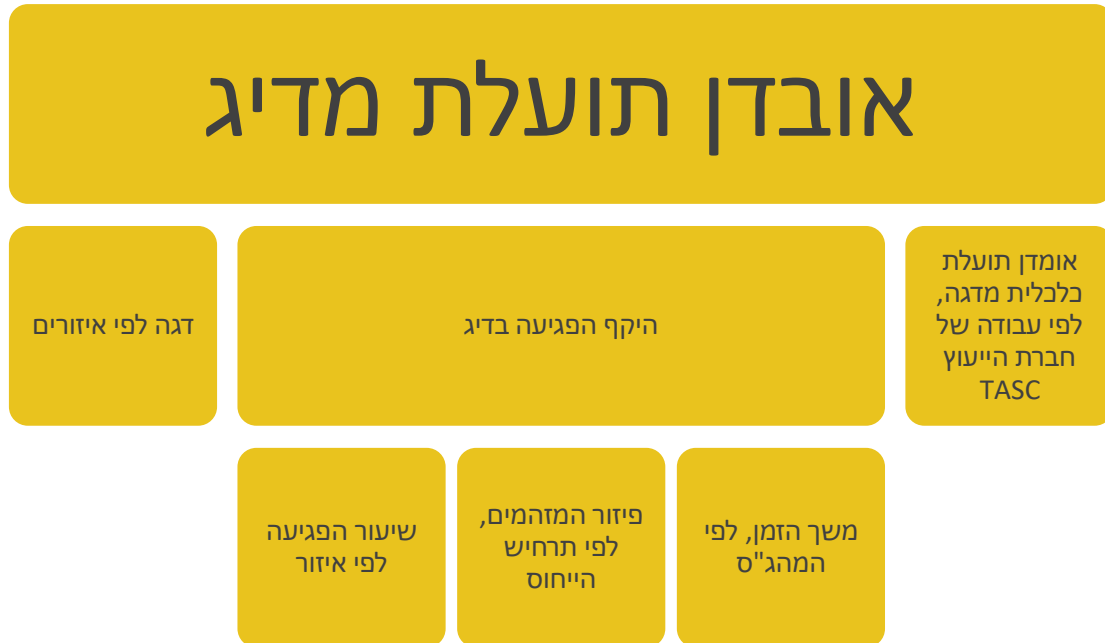 אובדן תועלת מדיג
אומדן תועלת
כלכלית מדגה,
לפי עבודה של
חברת הייעוץ
TASC
היקף הפגיעה בדיג
דגה לפי איזורים
משך הזמן, לפי
המהג"ס
פיזור המזהמים,
לפי תרחיש
הייחוס
שיעור הפגיעה
לפי איזור